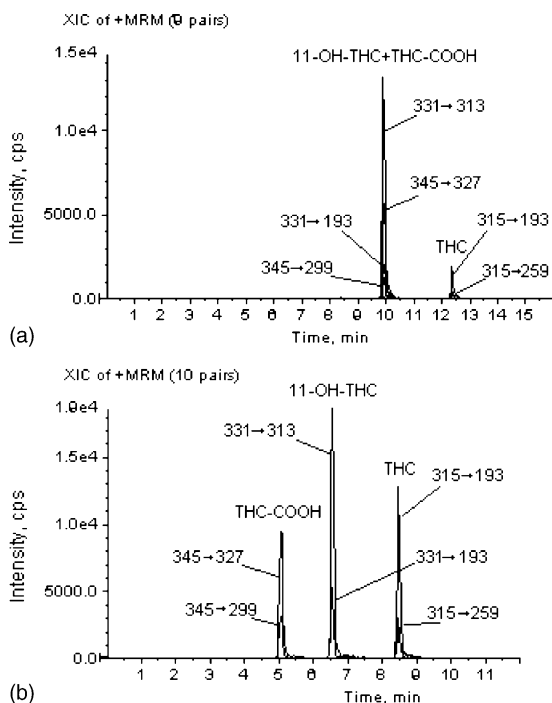 XIC of +MRM (9 pairs)
1.5e4
11-OH-THC+THC-COOH
331→313
1.0e4
345→327
Intensity, cps
5000.0
331→193
THC
315→193
345→299
315→259
0.0
1 2 3 4 5 6 7 8 9 10 11 12 13 14 15
Time, min
(a)
XIC of +MRM (10 pairs)
11-OH-THC
1.9e4
331→313
THC
1.5e4
315→193
THC-COOH
1.0e4
345→327
331→193
Intensity, cps
5000.0
345→299
315→259
0.0
1 2 3 4 5 6 7 8 9 10 11
Time, min
(b)